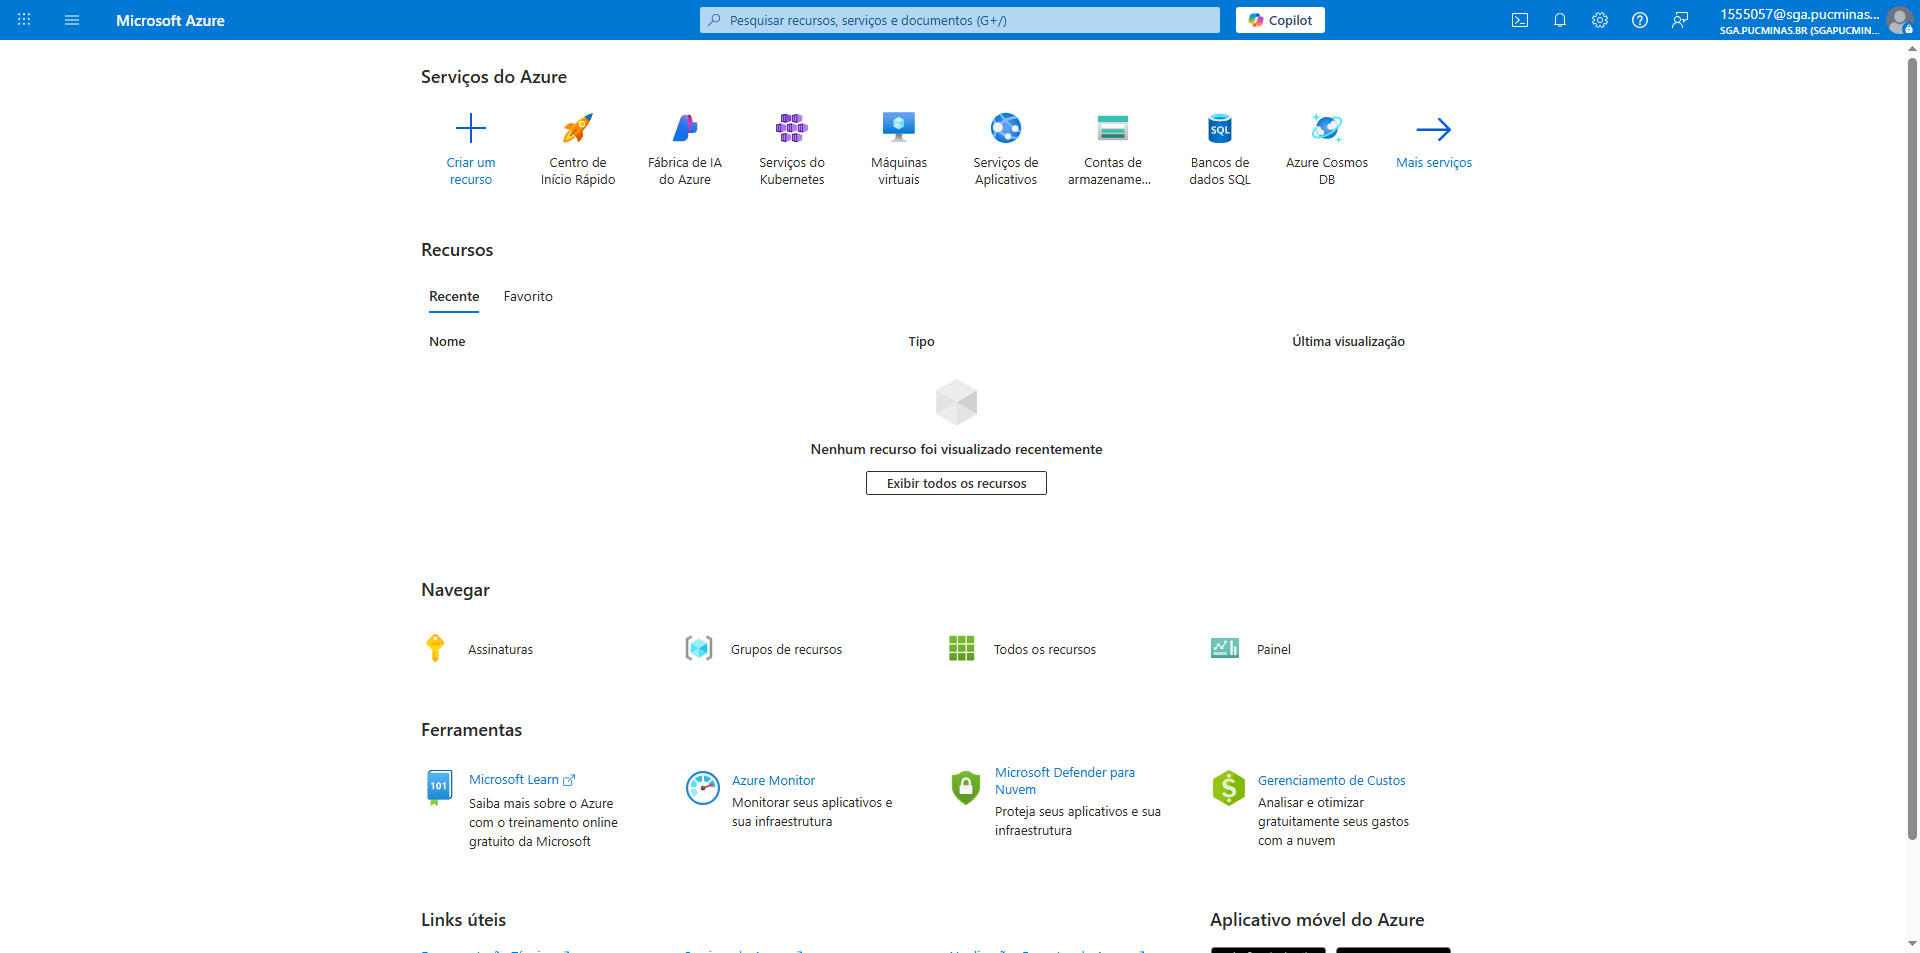 Microsoft Azure
Pesquisar recursos, serviços e documentos (G+/)
Copilot
1555057@sga.pucminas...
SGA.PUCMINAS.BR (SGAPUCMIN...
Serviços do Azure
Criar um
recurso
Centro de
Início Rápido
Fábrica de IA
do Azure
Serviços do
Kubernetes
Máquinas
virtuais
Serviços de
Aplicativos
Contas de
armazename...
SQL
Bancos de
dados SQL
Azure Cosmos
DB
Mais serviços
Recursos
Recente
Favorito
Nome
Tipo
Última visualização
Nenhum recurso foi visualizado recentemente
Exibir todos os recursos
Navegar
Assinaturas
Grupos de recursos
Todos os recursos
Painel
Ferramentas
101
Microsoft Learn
Saiba mais sobre o Azure
com o treinamento online
gratuito da Microsoft
Azure Monitor
Monitorar seus aplicativos e
sua infraestrutura
Microsoft Defender para
Nuvem
Proteja seus aplicativos e sua
infraestrutura
Gerenciamento de Custos
Analisar e otimizar
gratuitamente seus gastos
com a nuvem
Links úteis
Aplicativo móvel do Azure